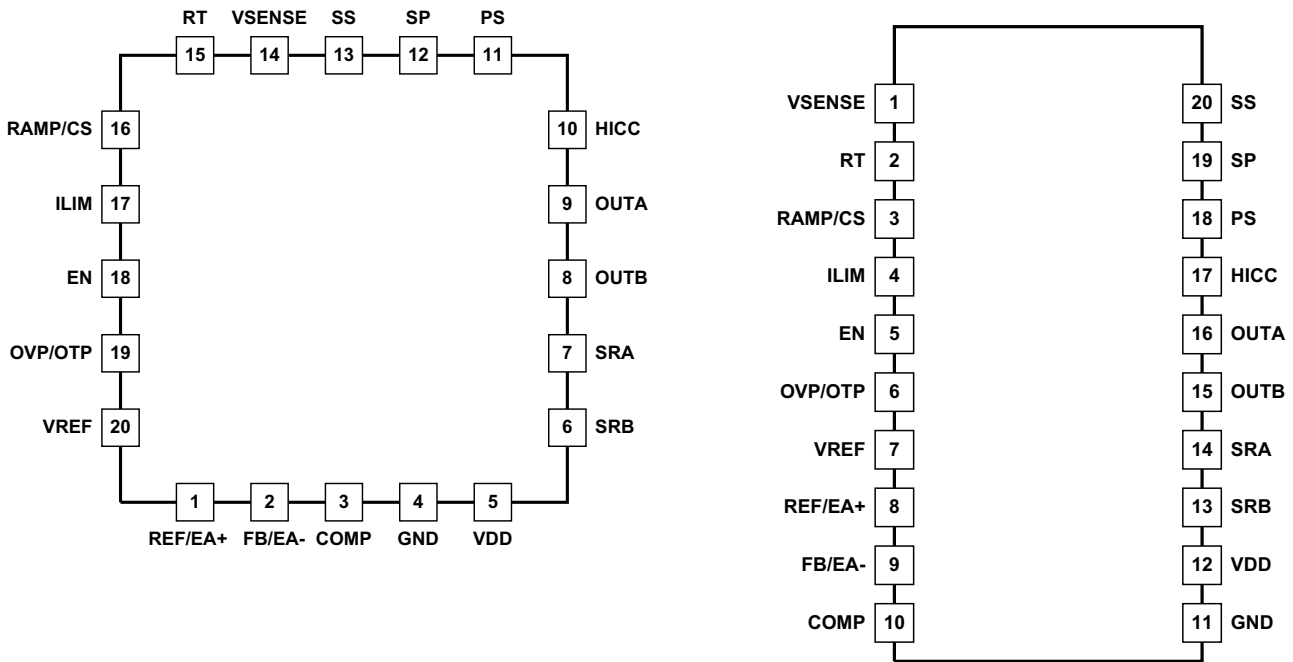 RT VSENSE SS SP PS
15 14 13 12 11
RAMP/CS 16
10 HICC
ILIM 17
9 OUTA
EN 18
8 OUTB
OVP/OTP 19
7 SRA
VREF 20
6 SRB
1 2 3 4 5
REF/EA+ FB/EA- COMP GND VDD
VSENSE 1
20 SS
RT 2
19 SP
RAMP/CS 3
18 PS
ILIM 4
17 HICC
EN 5
16 OUTA
OVP/OTP 6
15 OUTB
VREF 7
14 SRA
REF/EA+ 8
13 SRB
FB/EA- 9
12 VDD
COMP 10
11 GND